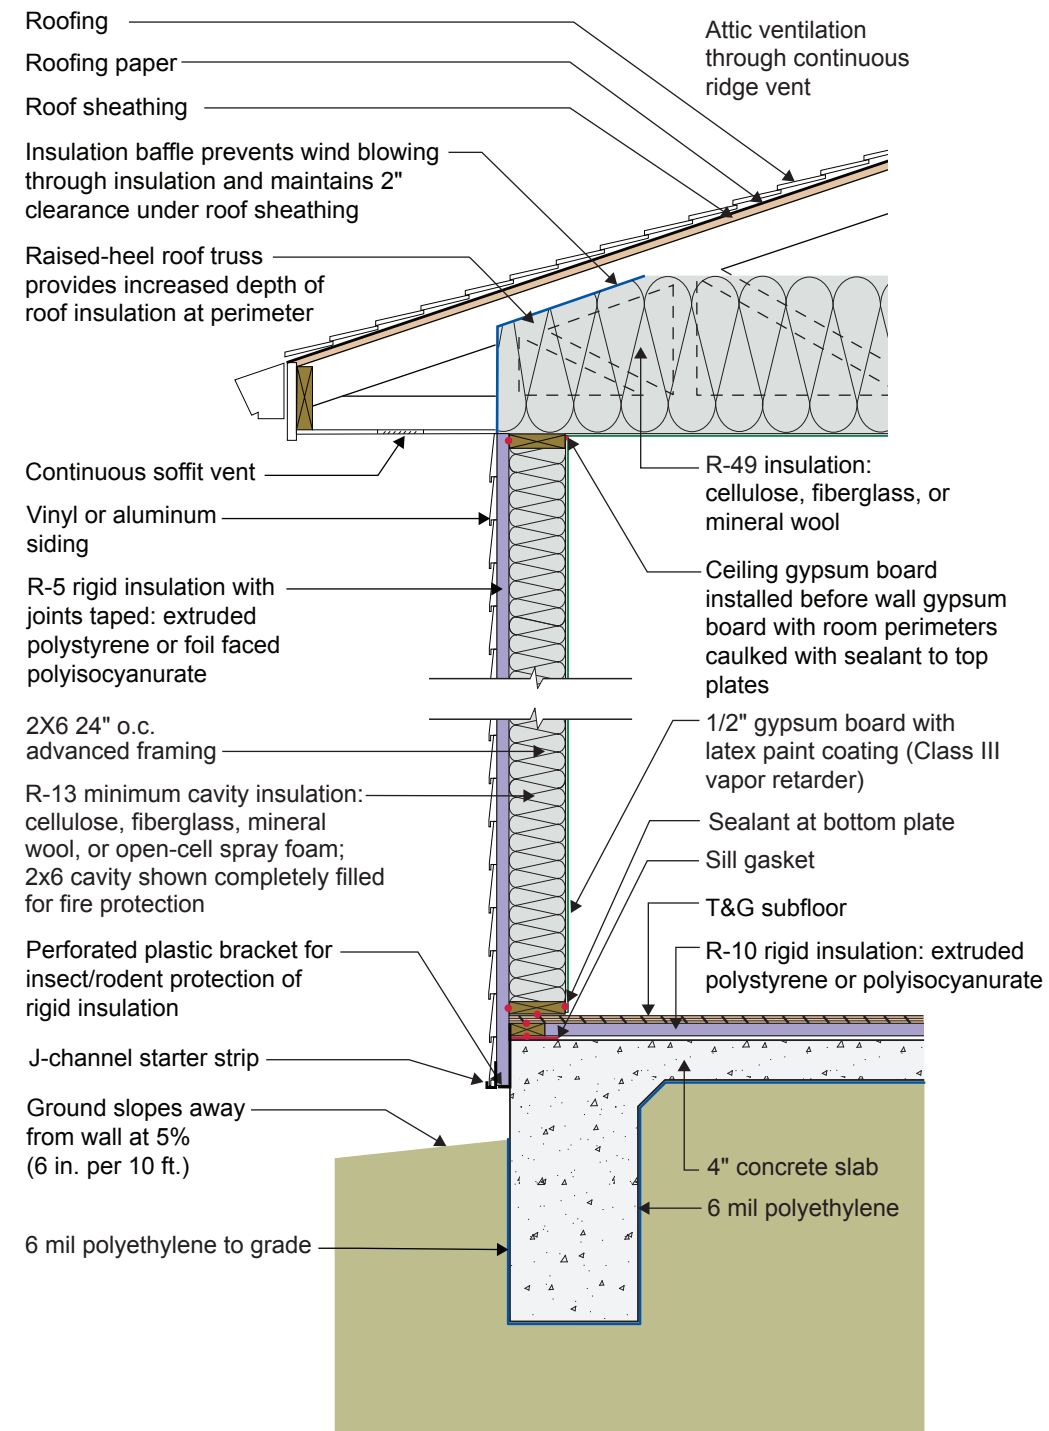 Roofing
Roofing paper
Roof sheathing
Insulation baffle prevents wind blowing
through insulation and maintains 2"
clearance under roof sheathing
Raised-heel roof truss
provides increased depth of
roof insulation at perimeter
Continuous soffit vent
Vinyl or aluminum
siding
R-5 rigid insulation with
joints taped: extruded
polystyrene or foil faced
polyisocyanurate
2X6 24" o.c.
advanced framing
R-13 minimum cavity insulation:
cellulose, fiberglass, mineral
wool, or open-cell spray foam;
2x6 cavity shown completely filled
for fire protection
Perforated plastic bracket for
insect/rodent protection of
rigid insulation
J-channel starter strip
Ground slopes away
from wall at 5%
(6 in. per 10 ft.)
6 mil polyethylene to grade
Attic ventilation
through continuous
ridge vent
R-49 insulation:
cellulose, fiberglass, or
mineral wool
Ceiling gypsum board
installed before wall gypsum
board with room perimeters
caulked with sealant to top
plates
1/2" gypsum board with
latex paint coating (Class III
vapor retarder)
Sealant at bottom plate
Sill gasket
T&G subfloor
R-10 rigid insulation: extruded
polystyrene or polyisocyanurate
4" concrete slab
6 mil polyethylene